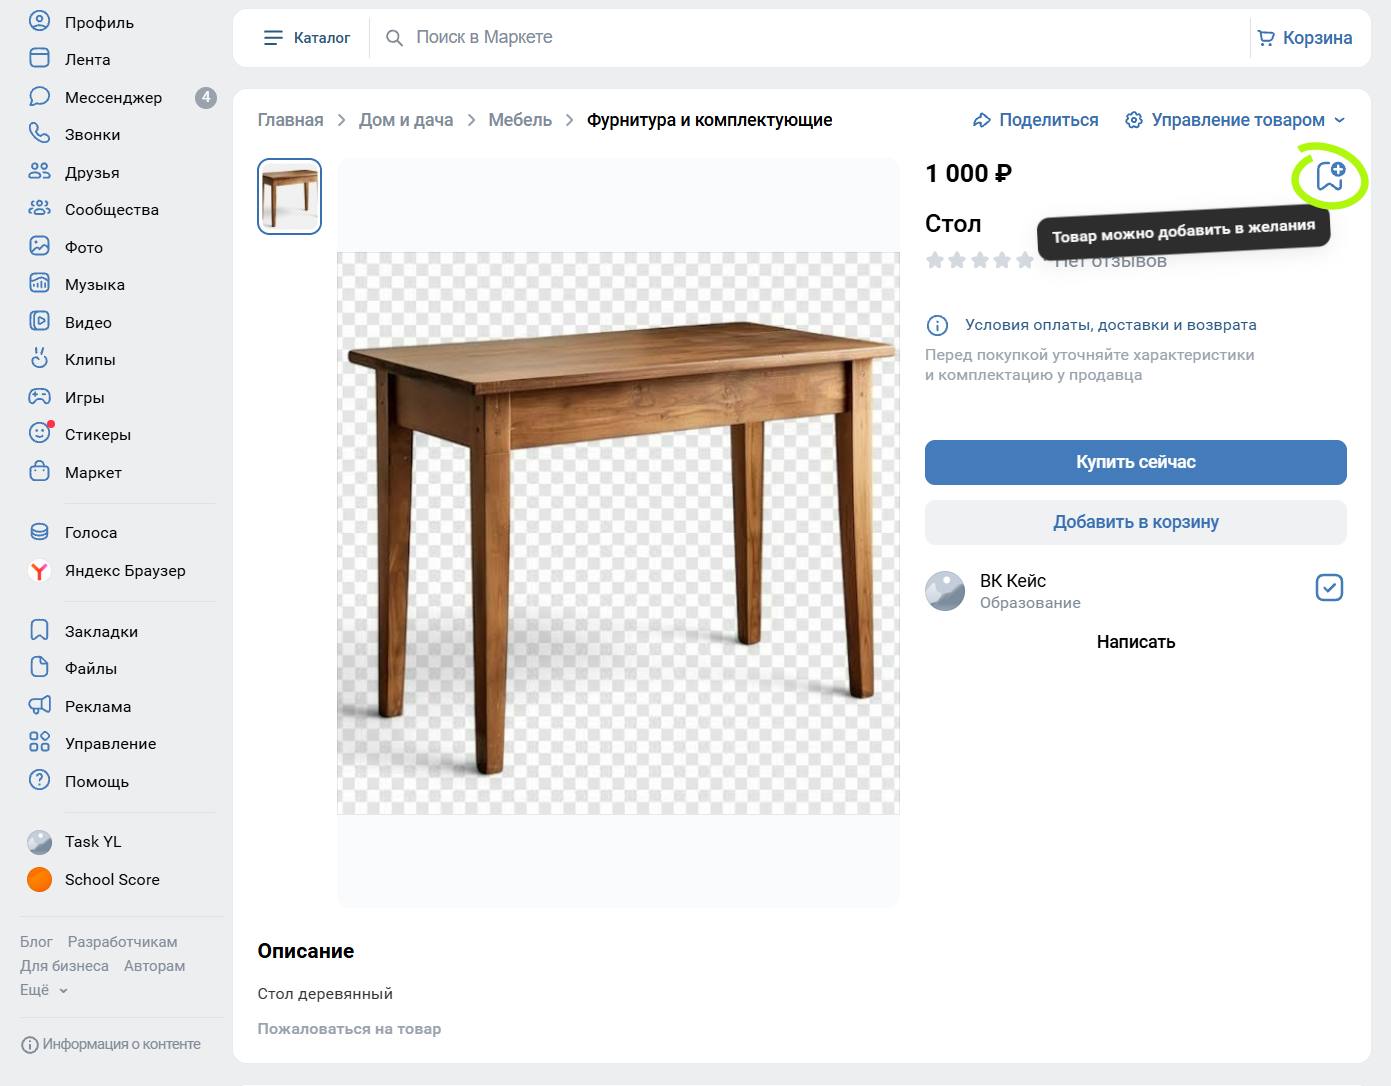 Профиль
Лента
Мессенджер 4
Звонки
Друзья
Сообщества
Фото
Музыка
Видео
Клипы
Игры
Стикеры
Маркет
Голоса
Яндекс Браузер
Закладки
Файлы
Реклама
Управление
Помощь
Task YL
School Score
Блог Разработчикам
Для бизнеса Авторам
Ещё
Информация о контенте
Каталог Поиск в Маркете Корзина
Главная Дом и дача Мебель Фурнитура и комплектующие Поделиться Управление товаром
1 000 ₽
Стол
Товар можно добавить в желания
Нет отзывов
Условия оплаты, доставки и возврата
Перед покупкой уточняйте характеристики
и комплектацию у продавца
Купить сейчас
Добавить в корзину
ВК Кейс
Образование
Написать
Описание
Стол деревянный
Пожаловаться на товар